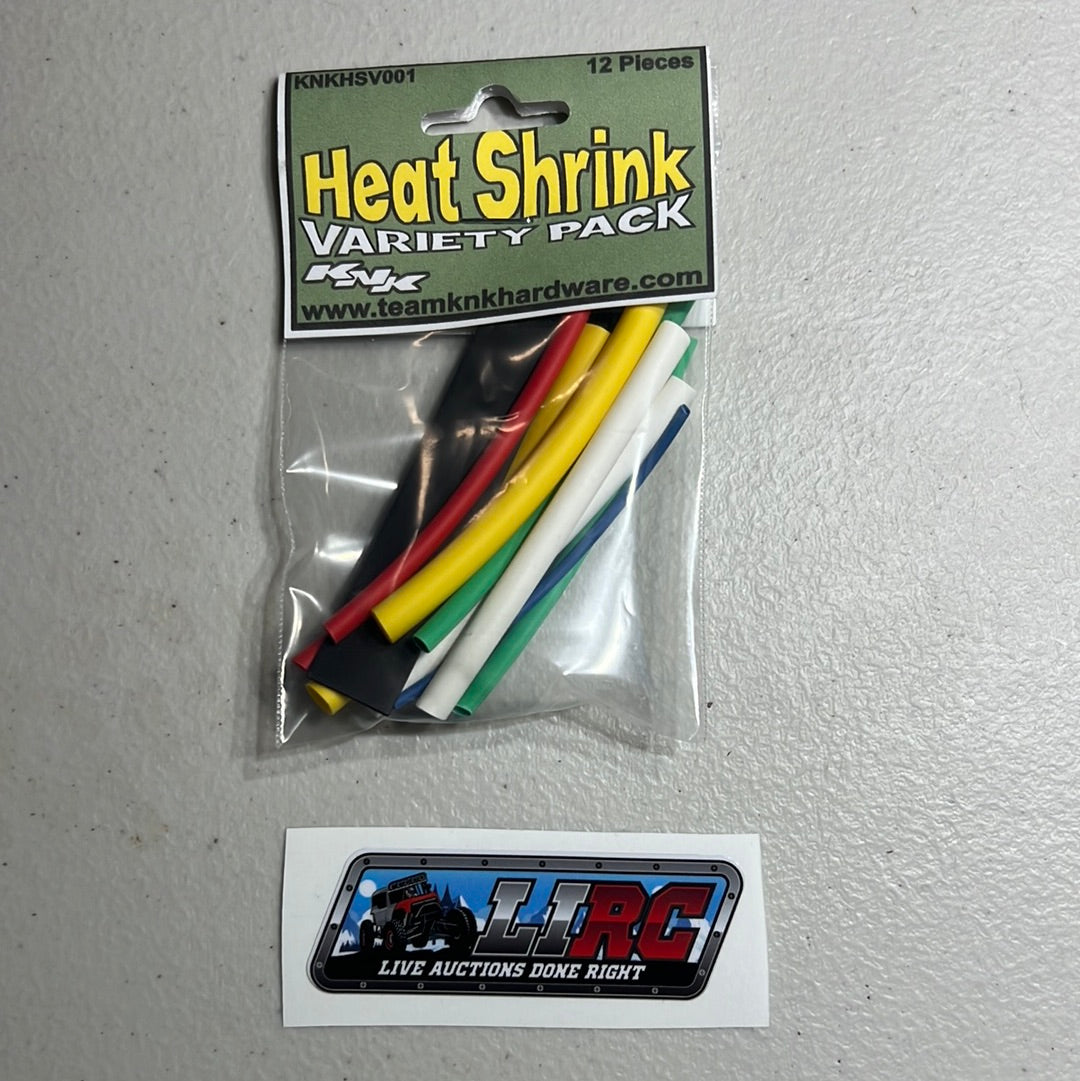 KNKHSV001 12 Pieces
Heat Shrink
VARIETY PACK
KNK
www.teamknkhardware.com
LIRC
LIVE AUCTIONS DONE RIGHT